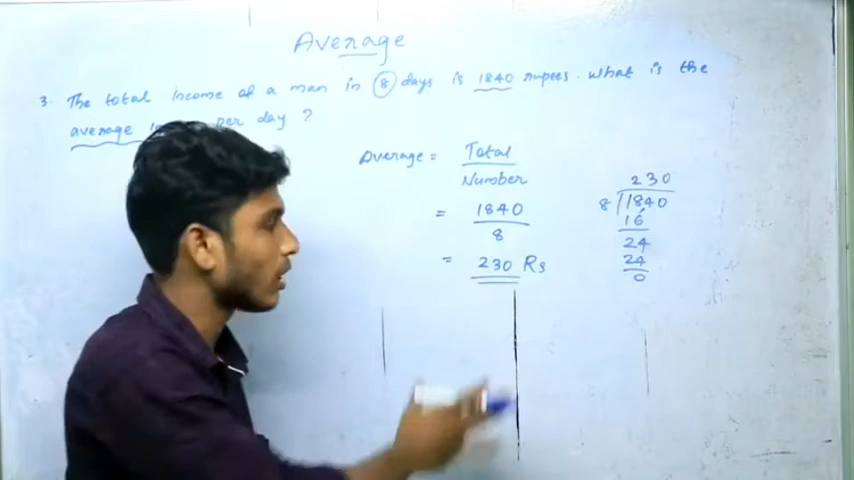 Average
3. The total income of a man in 8 days is 1840 rupees. what is the
average per day ?
Average = Total
Number
= 1840
8
= 230 Rs
230
8 1840
16
24
24
0